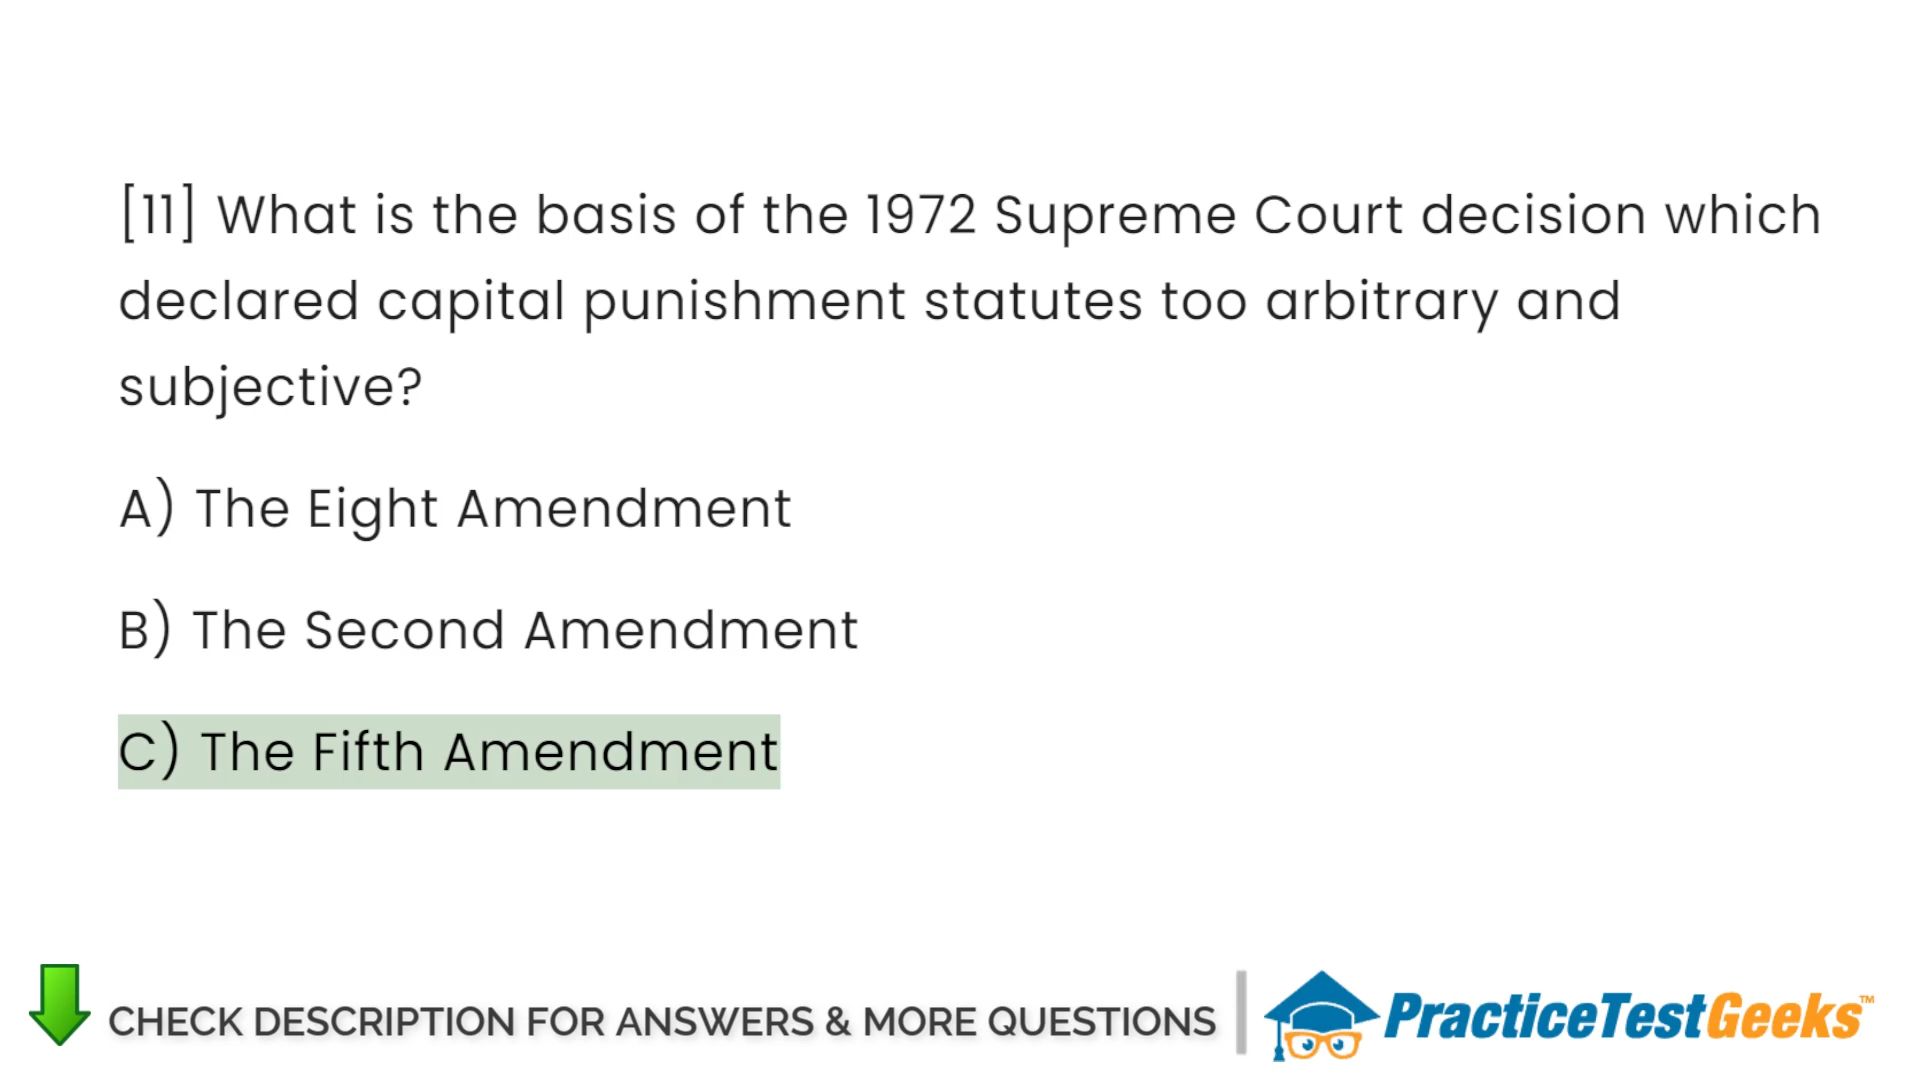 [11] What is the basis of the 1972 Supreme Court decision which
declared capital punishment statutes too arbitrary and
subjective?
A) The Eight Amendment
B) The Second Amendment
C) The Fifth Amendment
CHECK DESCRIPTION FOR ANSWERS & MORE QUESTIONS
PracticeTestGeeks™